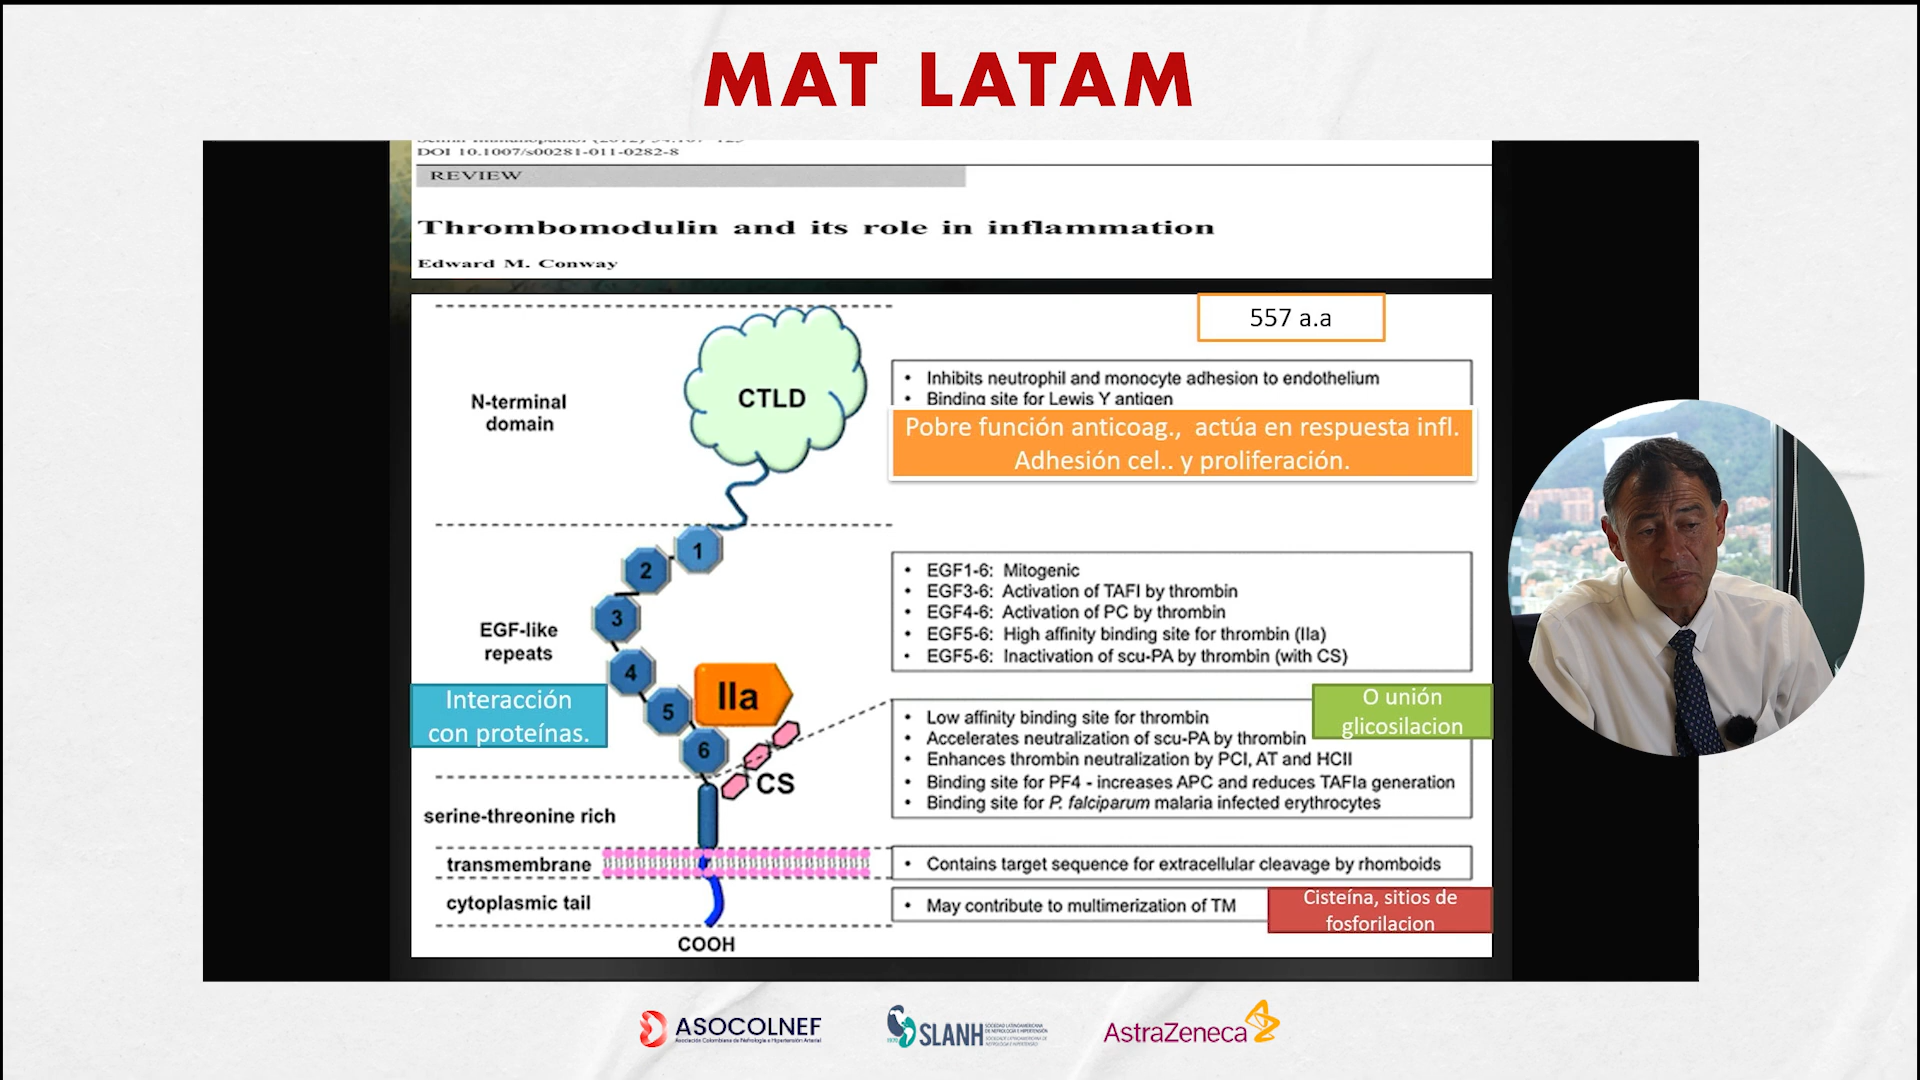 MAT LATAM
DOI 10.1007/s00281-011-0282-8
REVIEW
Thrombomodulin and its role in inflammation
Edward M. Conway
557 a.a
N-terminal
domain
CTLD
• Inhibits neutrophil and monocyte adhesion to endothelium
• Binding site for Lewis Y antigen
Pobre función anticoag., actúa en respuesta infl.
Adhesión cel.. y proliferación.
1
2
3
4
5
6
EGF-like
repeats
IIa
CS
• EGF1-6: Mitogenic
• EGF3-6: Activation of TAFI by thrombin
• EGF4-6: Activation of PC by thrombin
• EGF5-6: High affinity binding site for thrombin (IIa)
• EGF5-6: Inactivation of scu-PA by thrombin (with CS)
Interacción
con proteínas.
O unión
glicosilacion
• Low affinity binding site for thrombin
• Accelerates neutralization of scu-PA by thrombin
• Enhances thrombin neutralization by PCI, AT and HCII
• Binding site for PF4 - increases APC and reduces TAFIa generation
• Binding site for P. falciparum malaria infected erythrocytes
serine-threonine rich
transmembrane
• Contains target sequence for extracellular cleavage by rhomboids
cytoplasmic tail
• May contribute to multimerization of TM
Cisteína, sitios de
fosforilacion
COOH
ASOCOLNEF
Asociación Colombiana de Nefrología e Hipertensión Arterial
SLANH
SOCIEDAD LATINOAMERICANA
DE NEFROLOGÍA E HIPERTENSIÓN
AstraZeneca